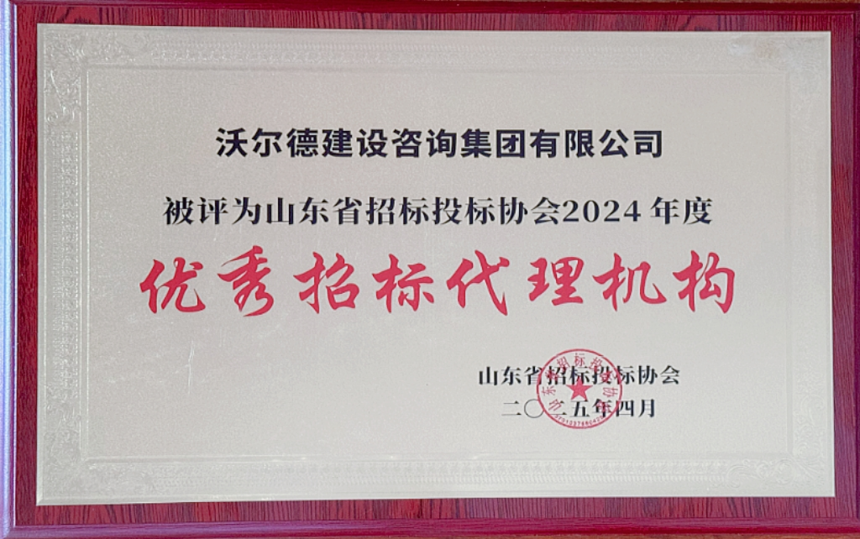 沃尔德建设咨询集团有限公司
被评为山东省招标投标协会2024年度
优秀招标代理机构
山东省招标投标协会
二〇二五年四月